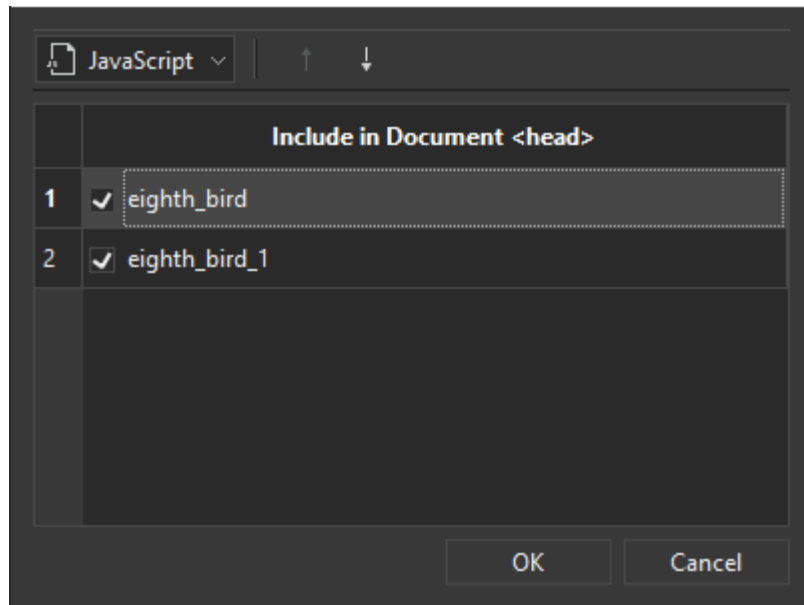 JavaScript
Include in Document <head>
1 eighth_bird
2 eighth_bird_1
OK Cancel